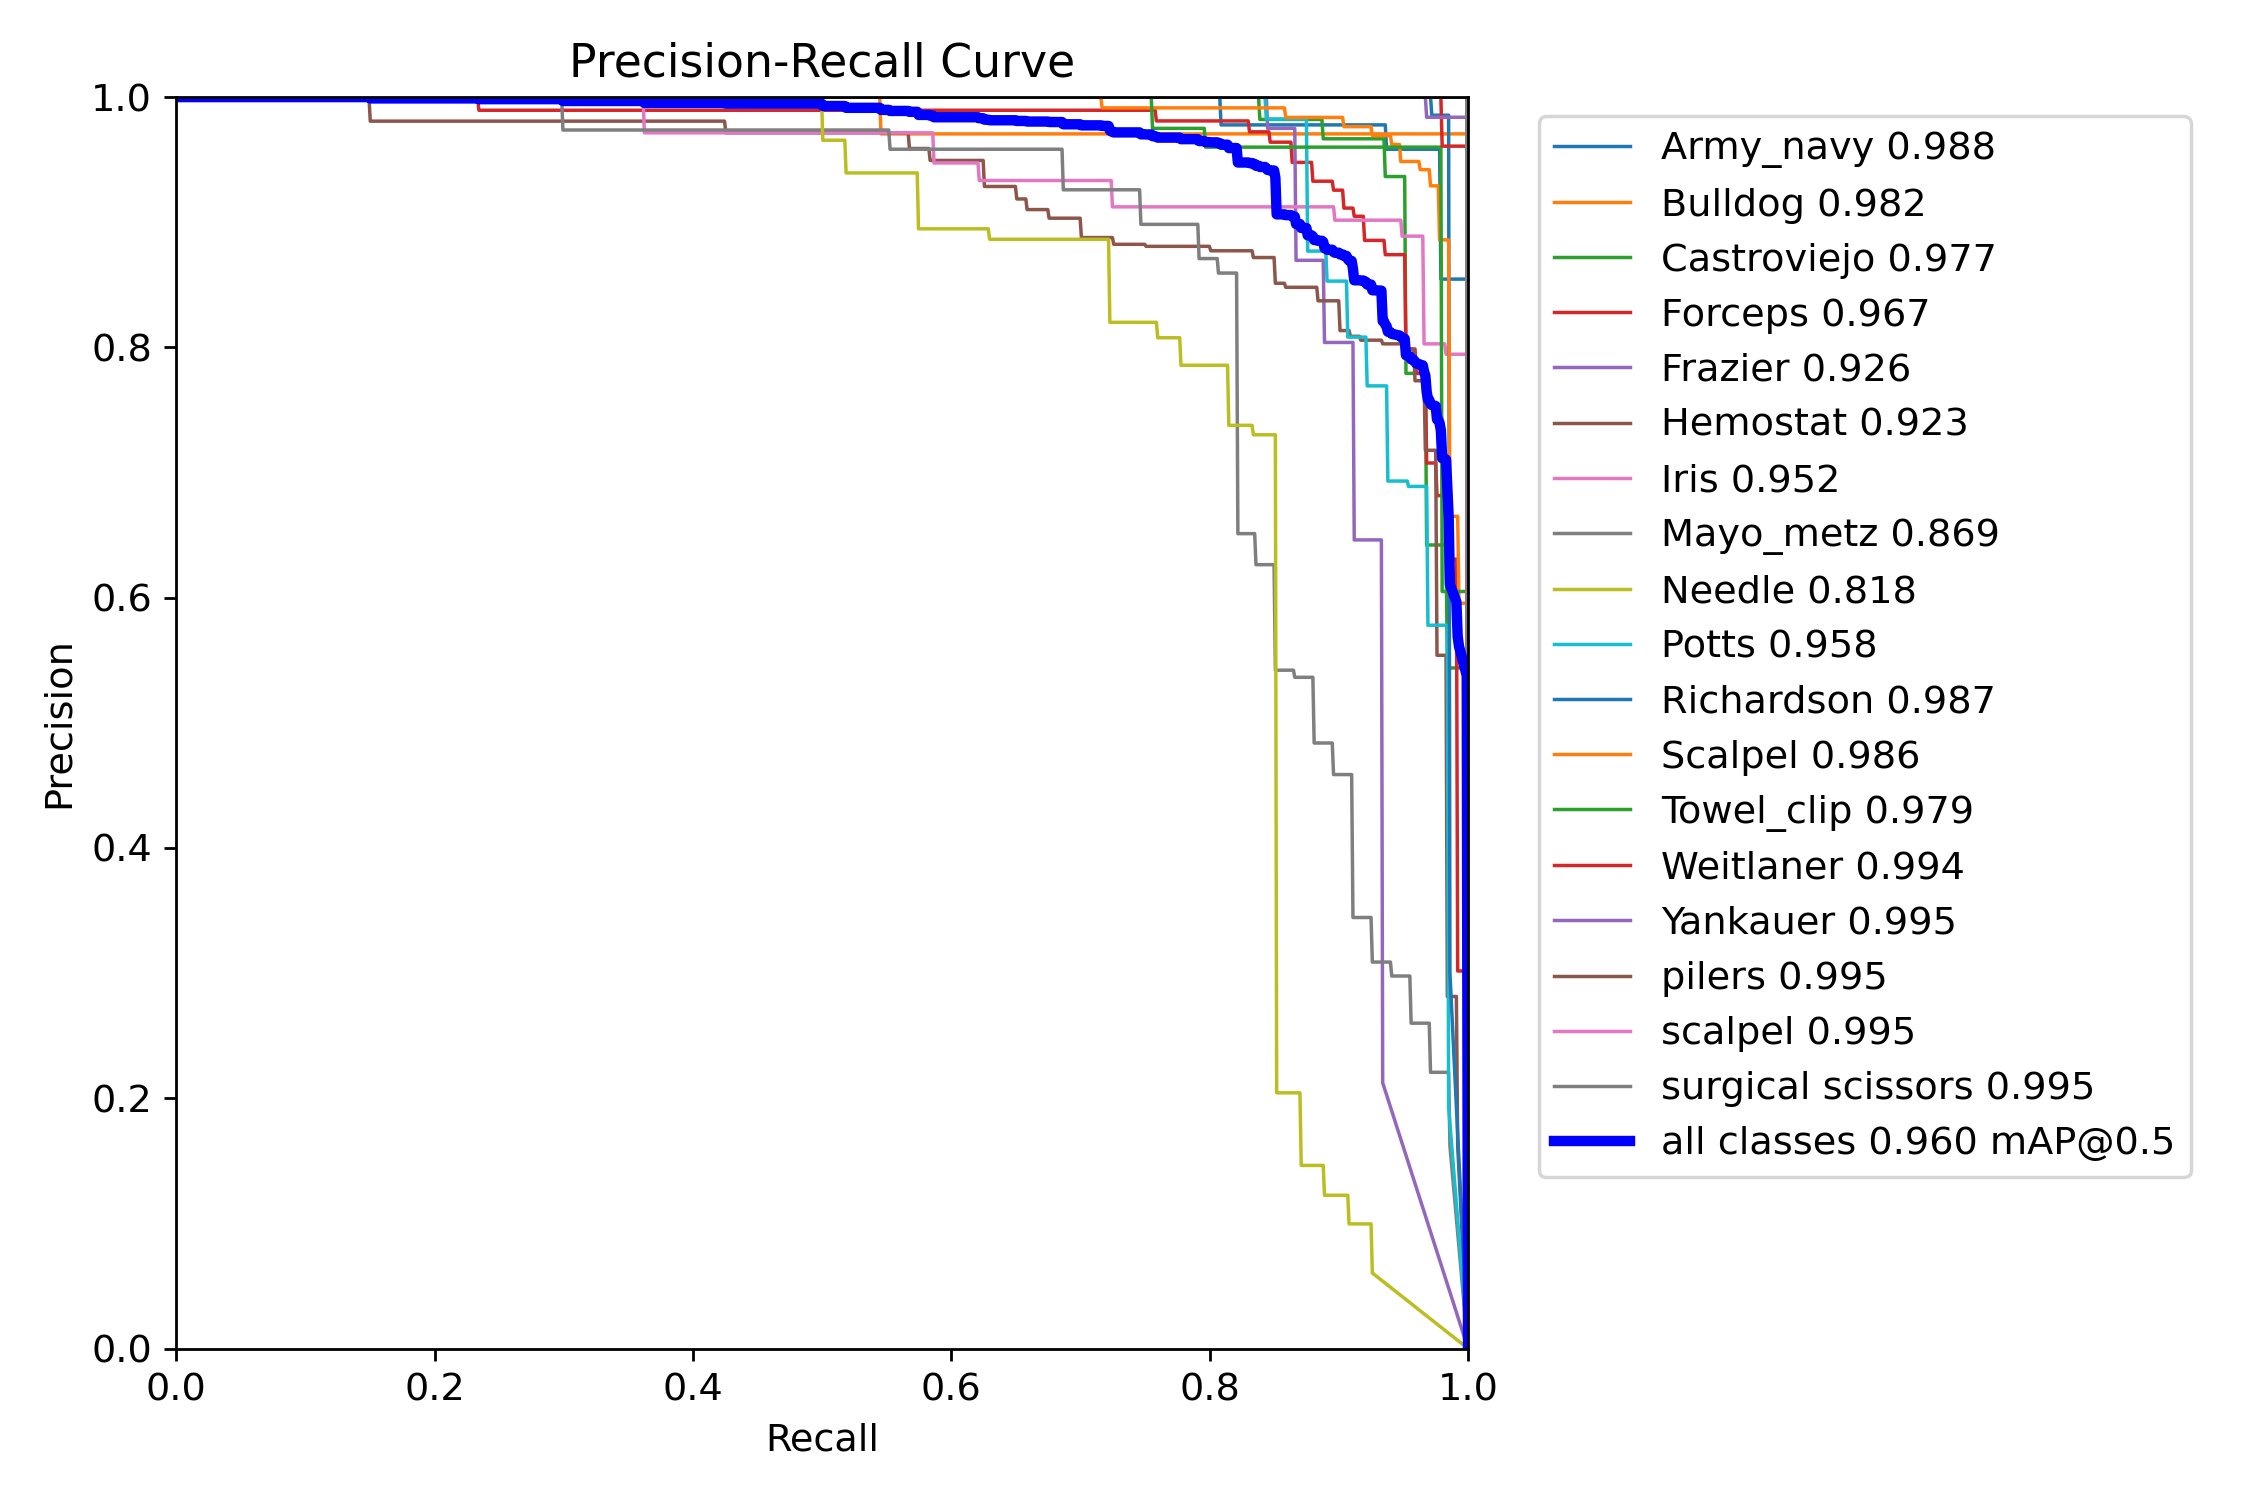 Precision-Recall Curve
1.0
0.8
0.6
0.4
0.2
0.0
Precision
0.0 0.2 0.4 0.6 0.8 1.0
Recall
Army_navy 0.988
Bulldog 0.982
Castroviejo 0.977
Forceps 0.967
Frazier 0.926
Hemostat 0.923
Iris 0.952
Mayo_metz 0.869
Needle 0.818
Potts 0.958
Richardson 0.987
Scalpel 0.986
Towel_clip 0.979
Weitlaner 0.994
Yankauer 0.995
pilers 0.995
scalpel 0.995
surgical scissors 0.995
all classes 0.960 mAP@0.5